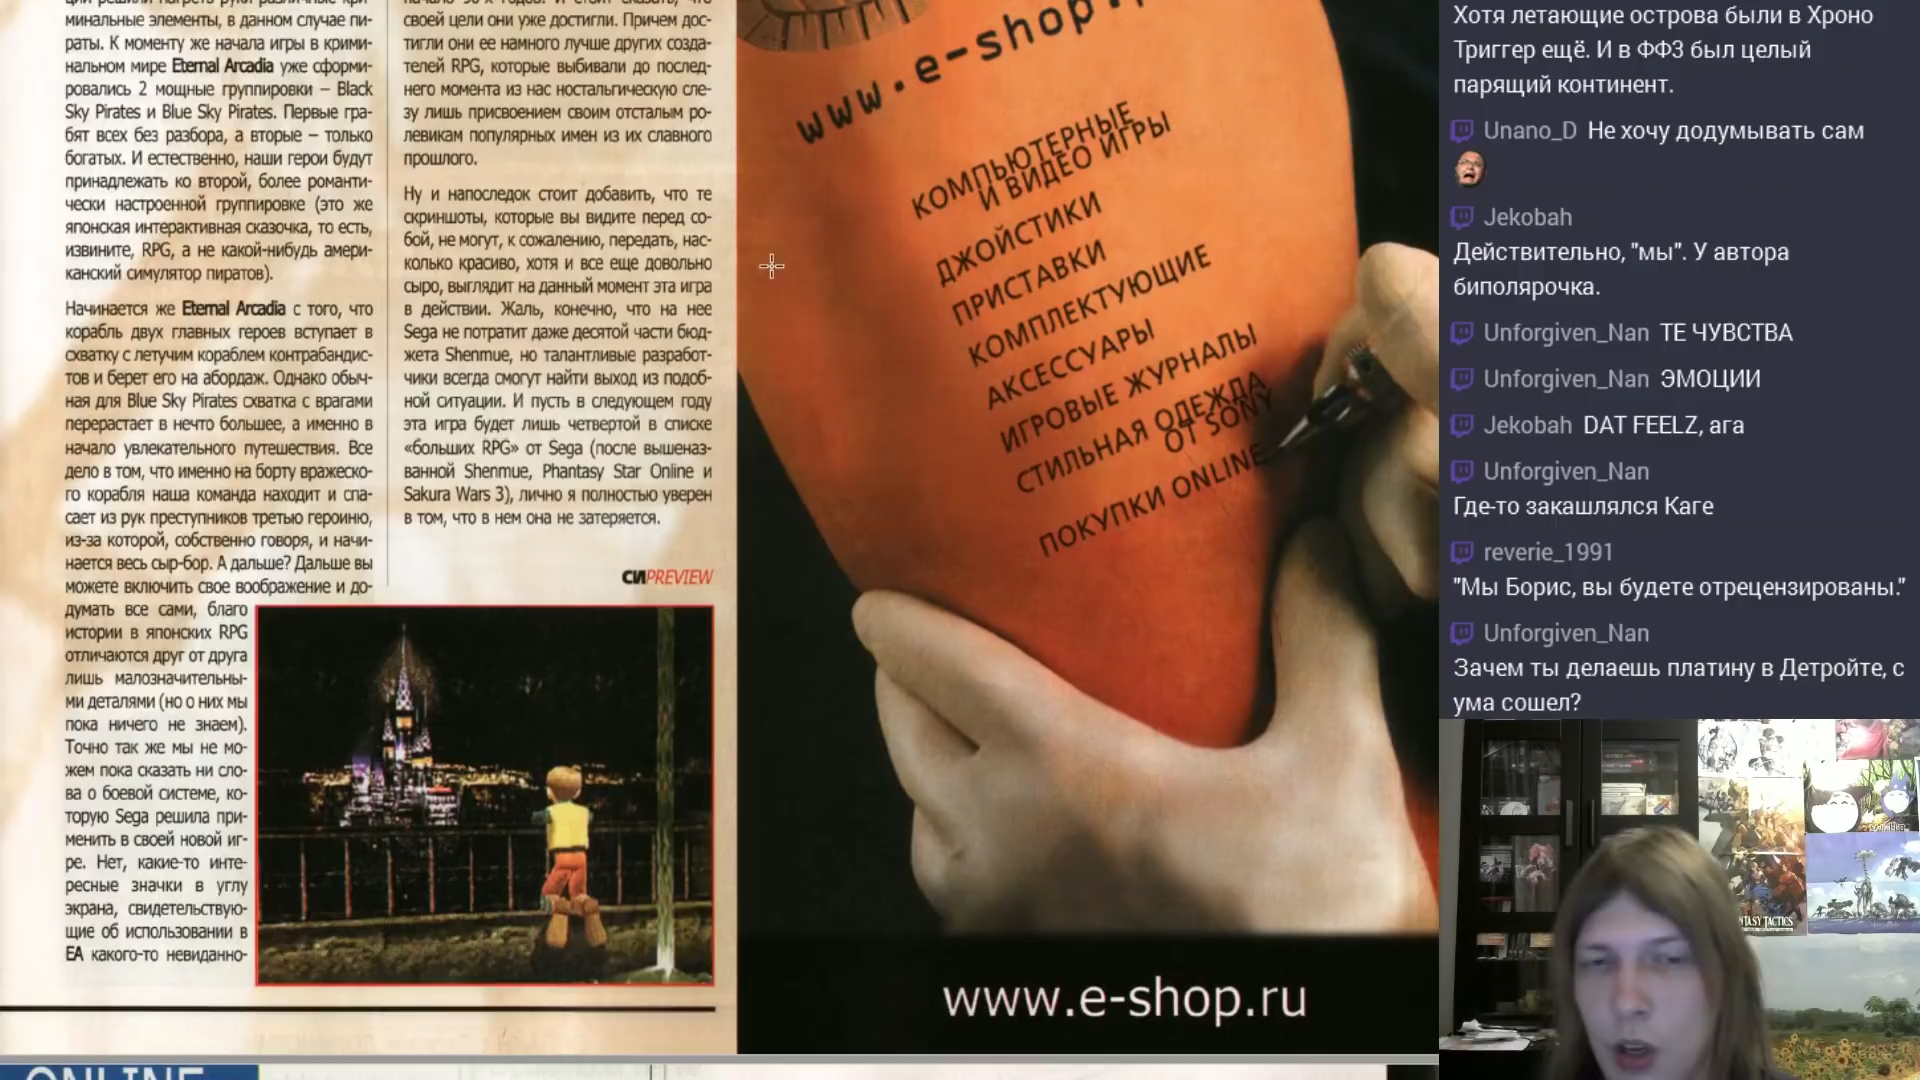 ции решили нагреть руки различные кри-
минальные элементы, в данном случае пи-
раты. К моменту же начала игры в крими-
нальном мире Eternal Arcadia уже сформи-
ровались 2 мощные группировки – Black
Sky Pirates и Blue Sky Pirates. Первые гра-
бят всех без разбора, а вторые – только
богатых. И естественно, наши герои будут
принадлежать ко второй, более романти-
чески настроенной группировке (это же
японская интерактивная сказочка, то есть,
извините, RPG, а не какой-нибудь амери-
канский симулятор пиратов).
Начинается же Eternal Arcadia с того, что
корабль двух главных героев вступает в
схватку с летучим кораблем контрабандис-
тов и берет его на абордаж. Однако обыч-
ная для Blue Sky Pirates схватка с врагами
перерастает в нечто большее, а именно в
начало увлекательного путешествия. Все
дело в том, что именно на борту вражеско-
го корабля наша команда находит и спа-
сает из рук преступников третью героиню,
из-за которой, собственно говоря, и начи-
нается весь сыр-бор. А дальше? Дальше вы
можете включить свое воображение и до-
думать все сами, благо
истории в японских RPG
отличаются друг от друга
лишь малозначительны-
ми деталями (но о них мы
пока ничего не знаем).
Точно так же мы не мо-
жем пока сказать ни сло-
ва о боевой системе, ко-
торую Sega решила при-
менить в своей новой иг-
ре. Нет, какие-то инте-
ресные значки в углу
экрана, свидетельствую-
щие об использовании в
EA какого-то невиданно-
своей цели они уже достигли. Причем дос-
тигли они ее намного лучше других созда-
телей RPG, которые выбивали до послед-
него момента из нас ностальгическую сле-
зу лишь присвоением своим отсталым ро-
левикам популярных имен из их славного
прошлого.
Ну и напоследок стоит добавить, что те
скриншоты, которые вы видите перед со-
бой, не могут, к сожалению, передать, нас-
колько красиво, хотя и все еще довольно
сыро, выглядит на данный момент эта игра
в действии. Жаль, конечно, что на нее
Sega не потратит даже десятой части бюд-
жета Shenmue, но талантливые разработ-
чики всегда смогут найти выход из подоб-
ной ситуации. И пусть в следующем году
эта игра будет лишь четвертой в списке
«больших RPG» от Sega (после вышеназ-
ванной Shenmue, Phantasy Star Online и
Sakura Wars 3), лично я полностью уверен
в том, что в нем она не затеряется.
СИPREVIEW
www.e-shop.
КОМПЬЮТЕРНЫЕ
И ВИДЕО ИГРЫ
ДЖОЙСТИКИ
ПРИСТАВКИ
КОМПЛЕКТУЮЩИЕ
АКСЕССУАРЫ
ИГРОВЫЕ ЖУРНАЛЫ
СТИЛЬНАЯ ОДЕЖДА
ОТ SONY
ПОКУПКИ ONLINE
www.e-shop.ru
ONLINE
Хотя летающие острова были в Хроно
Триггер ещё. И в ФФ3 был целый
парящий континент.
Unano_D Не хочу додумывать сам
Jekobah
Действительно, "мы". У автора
биполярочка.
Unforgiven_Nan ТЕ ЧУВСТВА
Unforgiven_Nan ЭМОЦИИ
Jekobah DAT FEELZ, ага
Unforgiven_Nan
Где-то закашлялся Каге
reverie_1991
"Мы Борис, вы будете отрецензированы."
Unforgiven_Nan
Зачем ты делаешь платину в Детройте, с
ума сошел?
TACTICS